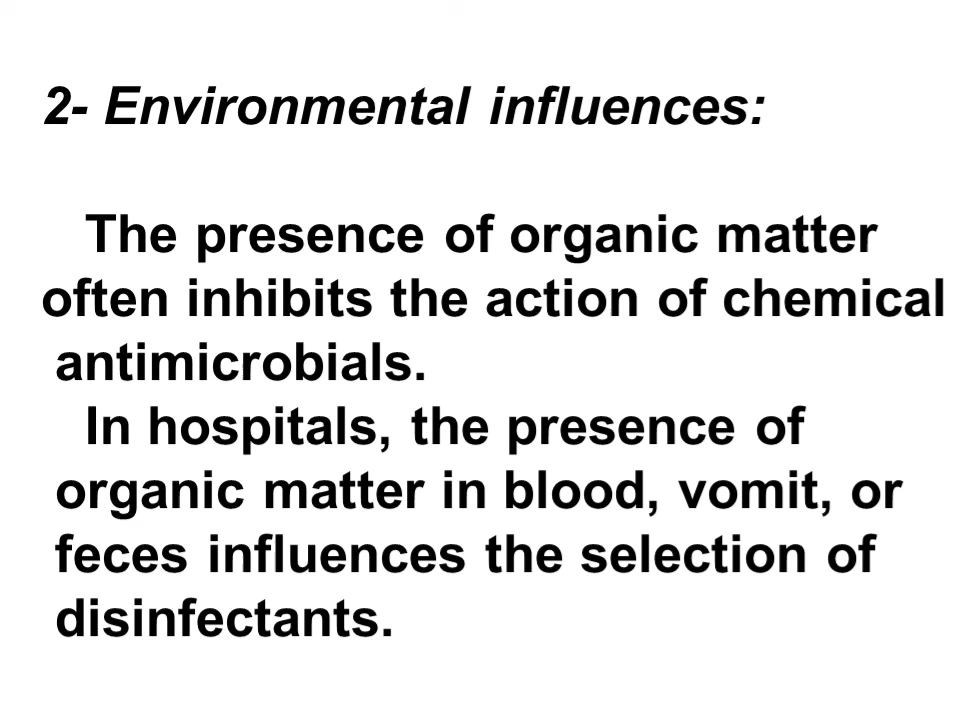 2- Environmental influences:
The presence of organic matter
often inhibits the action of chemical
antimicrobials.
In hospitals, the presence of
organic matter in blood, vomit, or
feces influences the selection of
disinfectants.